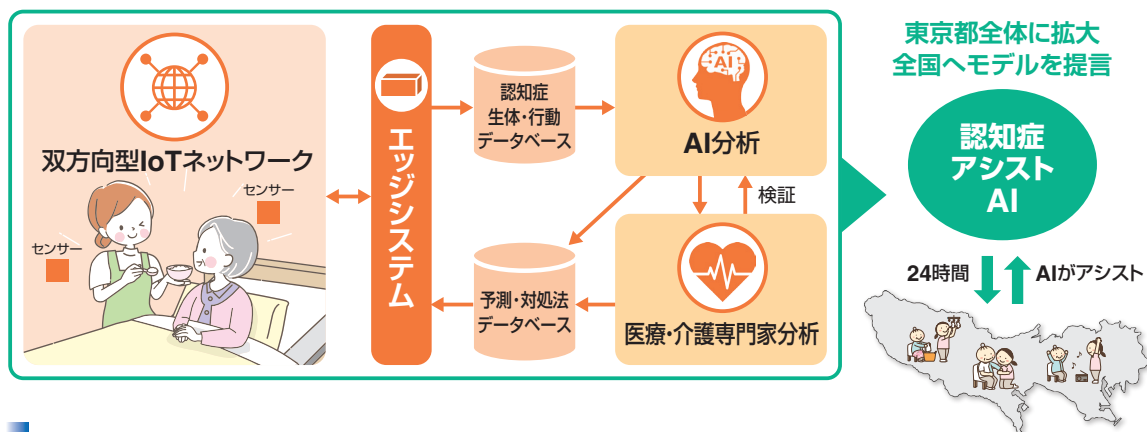 双方向型IoTネットワーク
センサー
センサー
エッジシステム
認知症
生体・行動
データベース
AI
AI分析
検証
予測・対処法
データベース
医療・介護専門家分析
東京都全体に拡大
全国へモデルを提言
認知症
アシスト
AI
24時間
AIがアシスト